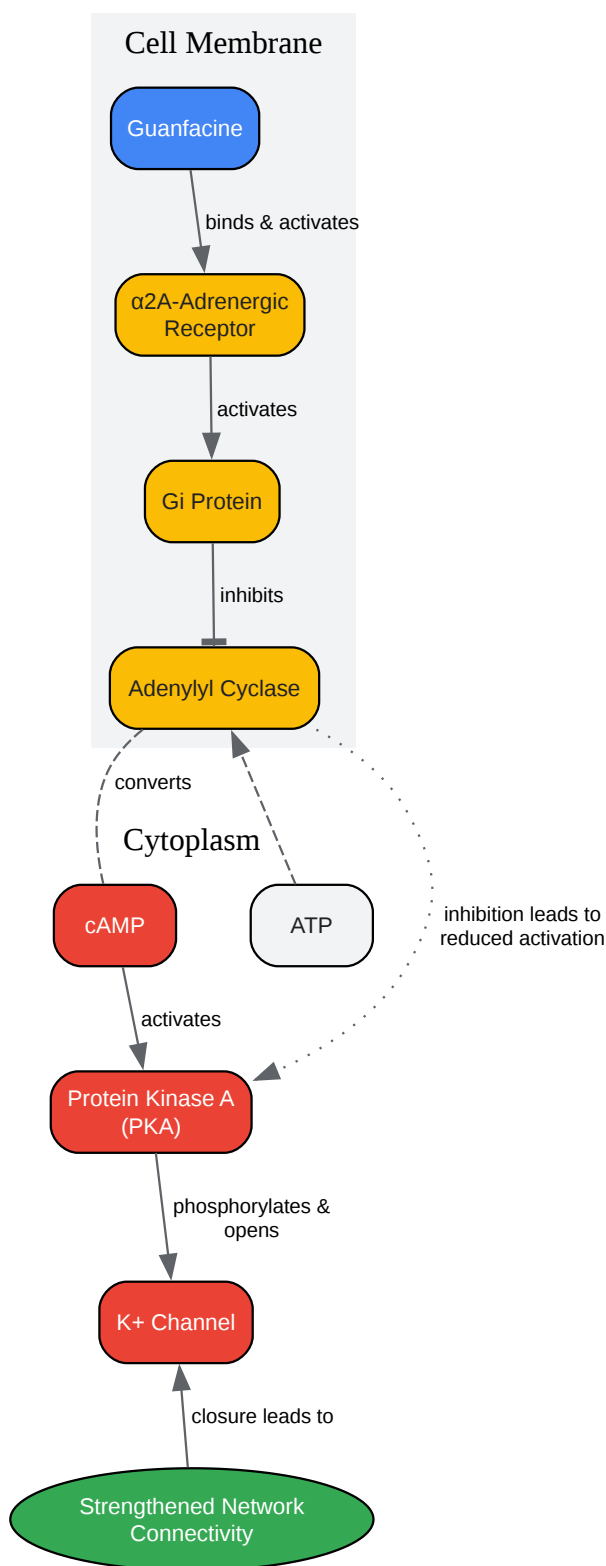 Cell Membrane
Guanfacine
binds & activates
α2A-Adrenergic
Receptor
activates
Gi Protein
inhibits
Adenylyl Cyclase
converts
Cytoplasm
cAMP
ATP
inhibition leads to
reduced activation
activates
Protein Kinase A
(PKA)
phosphorylates &
opens
K+ Channel
closure leads to
Strengthened Network
Connectivity